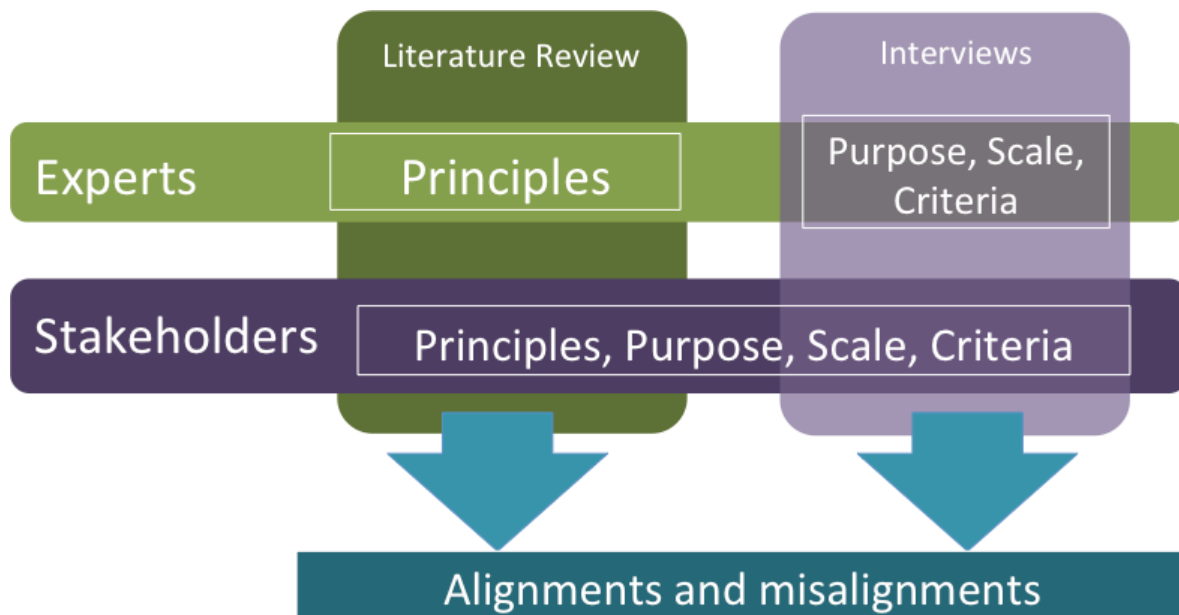 Literature Review
Interviews
Experts
Principles
Purpose, Scale,
Criteria
Stakeholders
Principles, Purpose, Scale, Criteria
Alignments and misalignments